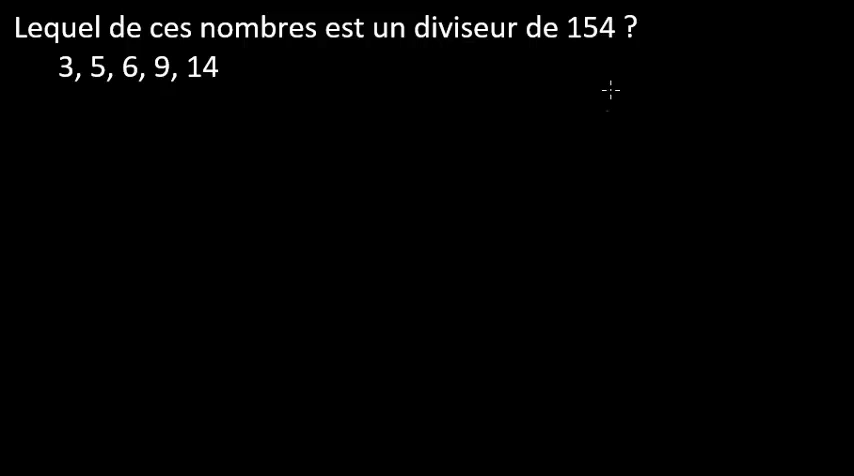 Lequel de ces nombres est un diviseur de 154 ?
3, 5, 6, 9, 14